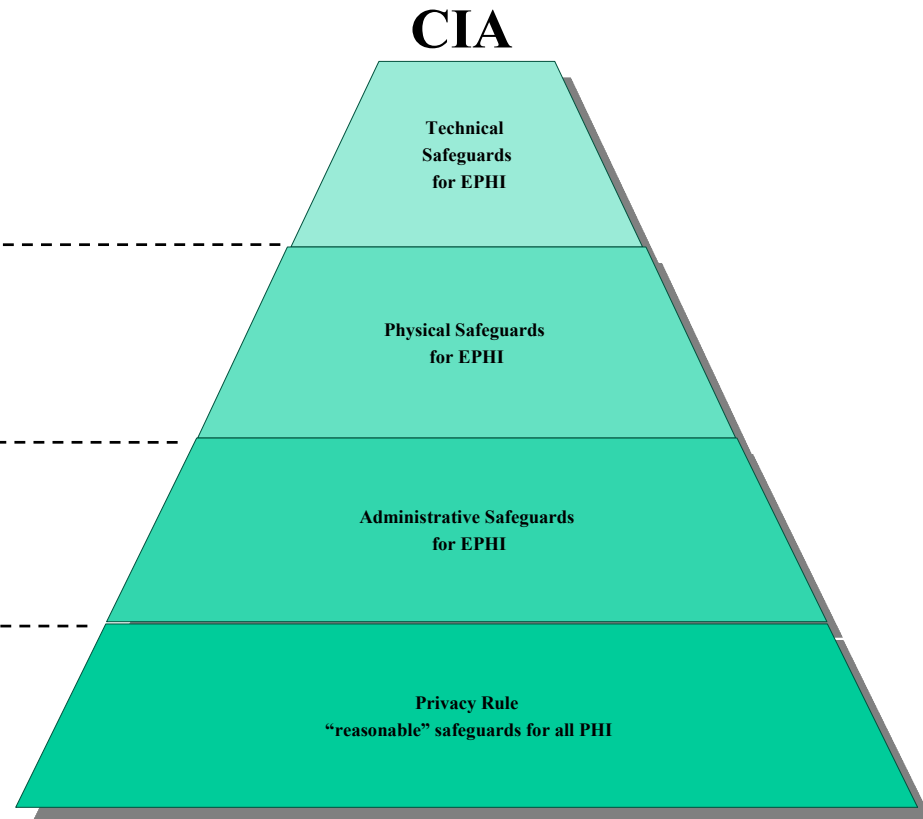 CIA
Technical
Safeguards
for EPHI
Physical Safeguards
for EPHI
Administrative Safeguards
for EPHI
Privacy Rule
“reasonable” safeguards for all PHI